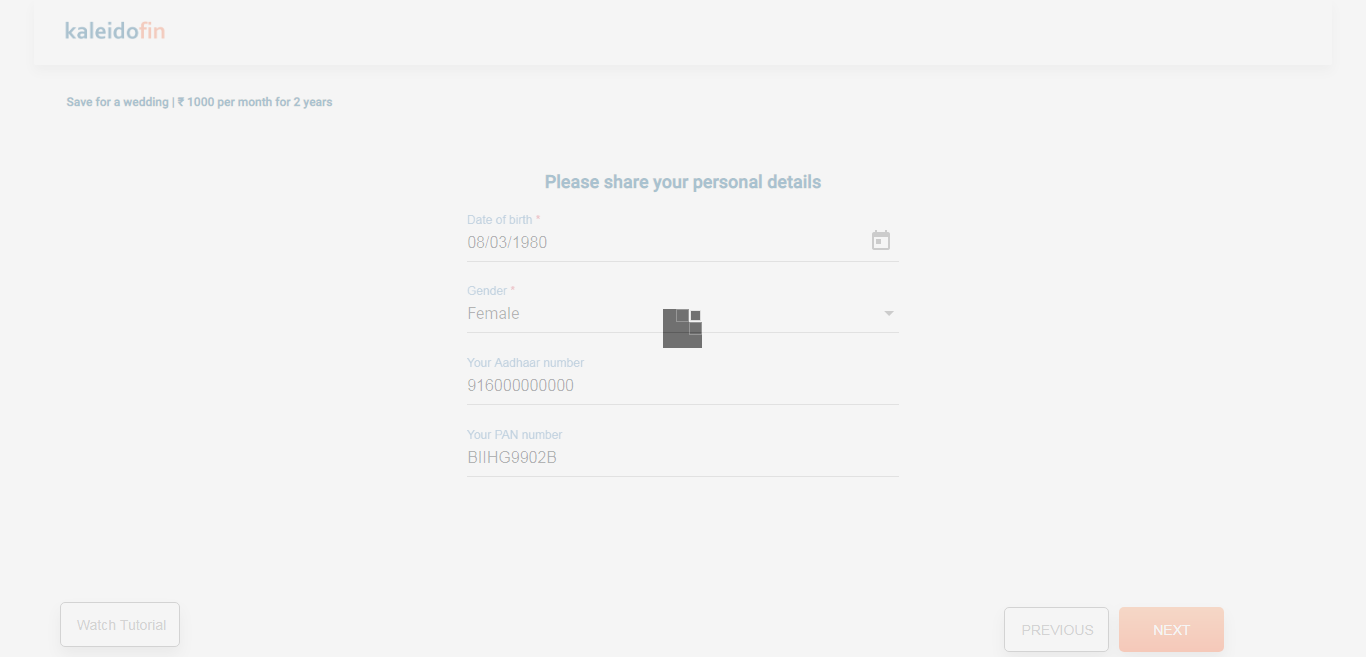 kaleidofin
Save for a wedding | ₹ 1000 per month for 2 years
Please share your personal details
Date of birth *
08/03/1980
Gender *
Female
Your Aadhaar number
916000000000
Your PAN number
BIIHG9902B
Watch Tutorial
PREVIOUS
NEXT